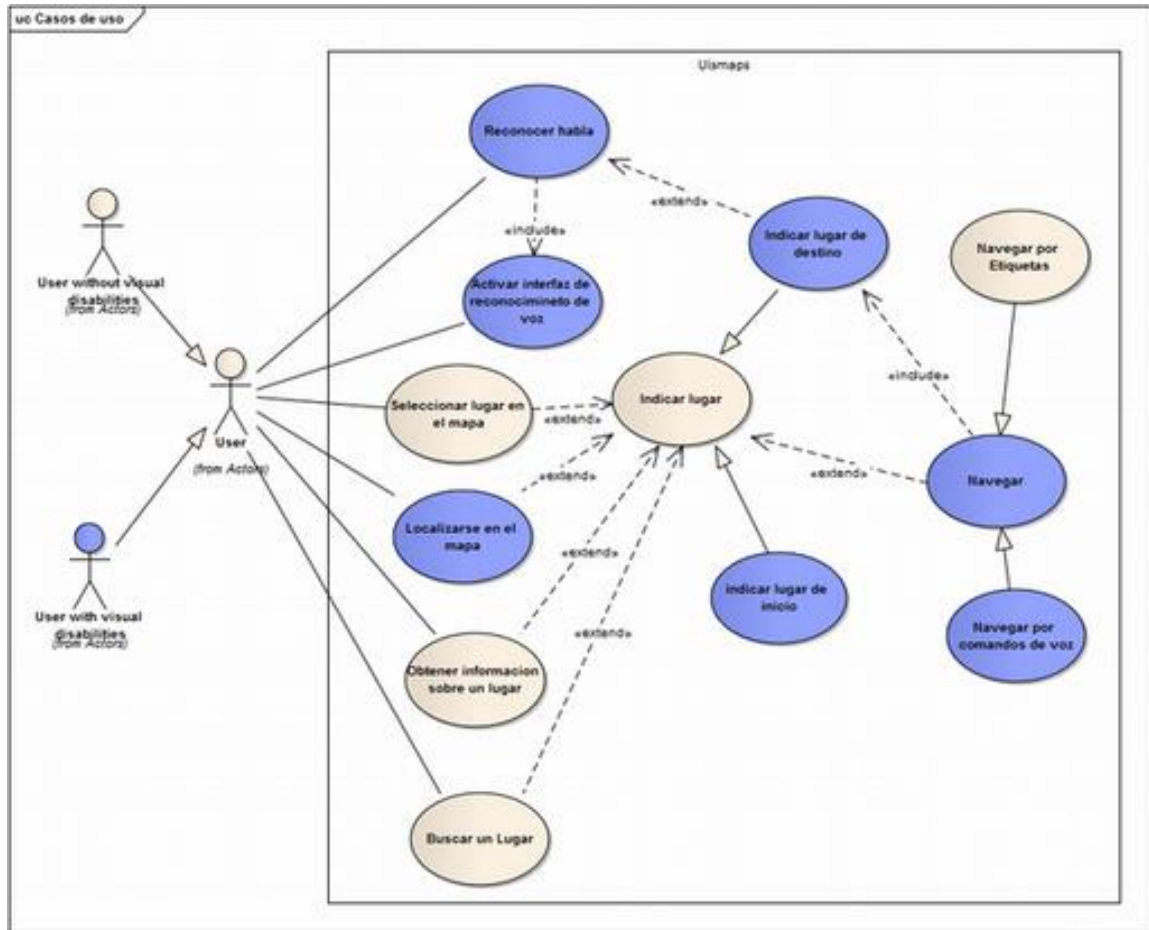 uc Casos de uso
Uismaps
Reconocer habla
«extend»
«include»
Indicar lugar de
destino
Navegar por
Etiquetas
User without visual
disabilities
(from Actors)
Activar interfaz de
reconocimineto de
voz
User
(from Actors)
Seleccionar lugar en
el mapa
«extend»
Indicar lugar
«include»
«extend»
Navegar
Localizarse en el
mapa
«extend»
User with visual
disabilities
(from Actors)
«extend»
indicar lugar de
inicio
Navegar por
comandos de voz
«extend»
Obtener informacion
sobre un lugar
Buscar un Lugar